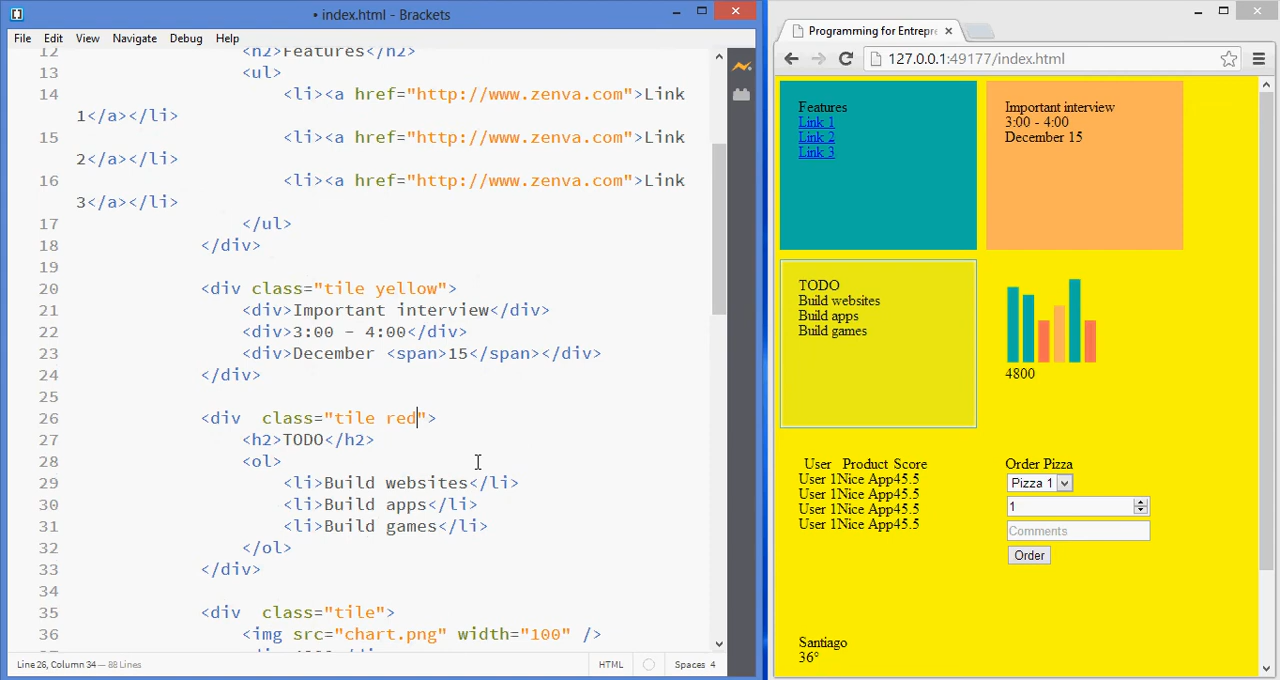 • index.html - Brackets
File Edit View Navigate Debug Help
12 <h2>Features</h2>
13 <ul>
14 <li><a href="http://www.zenva.com">Link
1</a></li>
15 <li><a href="http://www.zenva.com">Link
2</a></li>
16 <li><a href="http://www.zenva.com">Link
3</a></li>
17 </ul>
18 </div>
19
20 <div class="tile yellow">
21 <div>Important interview</div>
22 <div>3:00 - 4:00</div>
23 <div>December <span>15</span></div>
24 </div>
25
26 <div  class="tile red">
27 <h2>TODO</h2>
28 <ol>
29 <li>Build websites</li>
30 <li>Build apps</li>
31 <li>Build games</li>
32 </ol>
33 </div>
34
35 <div  class="tile">
36 <img src="chart.png" width="100" />
Line 26, Column 34 — 88 Lines
HTML
Spaces 4
Programming for Entrepre
127.0.0.1:49177/index.html
Features
Link 1
Link 2
Link 3
Important interview
3:00 - 4:00
December 15
TODO
Build websites
Build apps
Build games
4800
User Product Score
User 1Nice App45.5
User 1Nice App45.5
User 1Nice App45.5
User 1Nice App45.5
Order Pizza
Pizza 1
1
Comments
Order
Santiago
36°